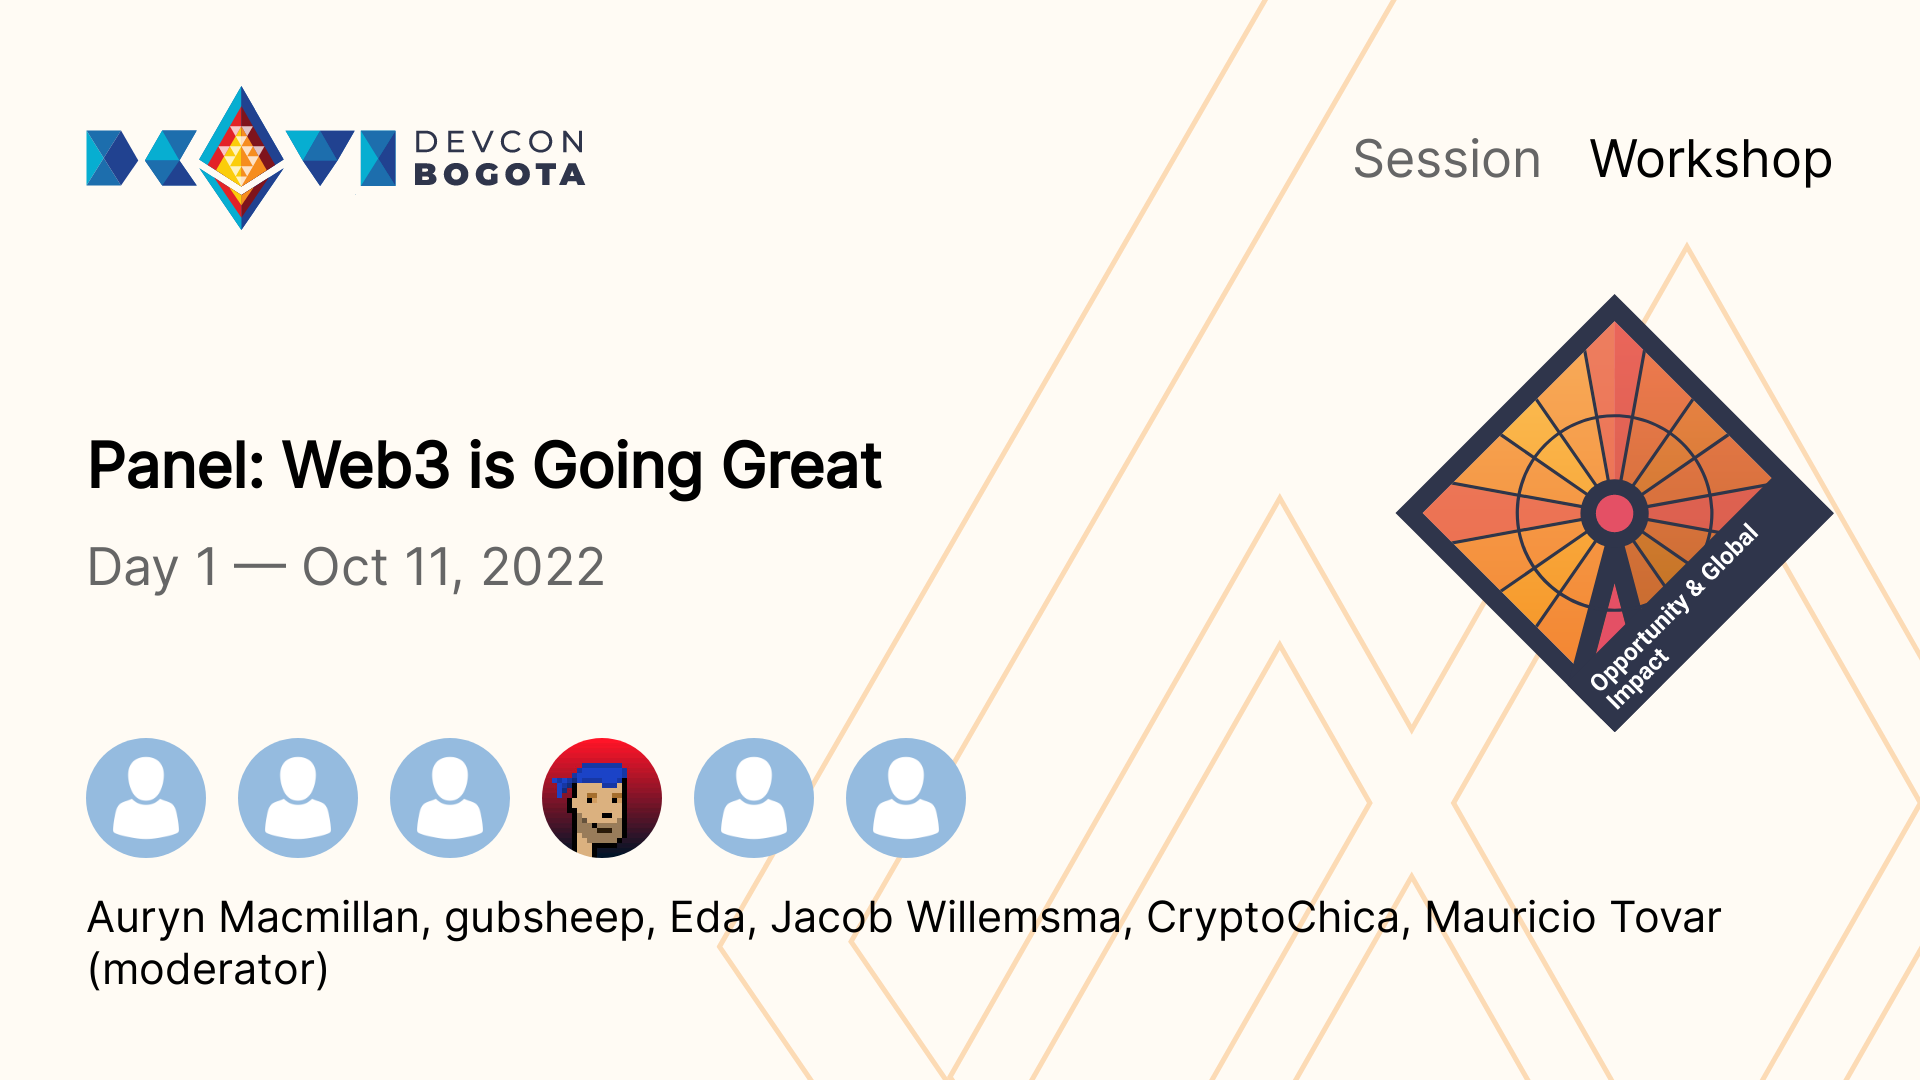 DEVCON
BOGOTA
Session Workshop
Panel: Web3 is Going Great
Day 1 — Oct 11, 2022
Opportunity & Global
Impact
Auryn Macmillan, gubsheep, Eda, Jacob Willemsma, CryptoChica, Mauricio Tovar
(moderator)